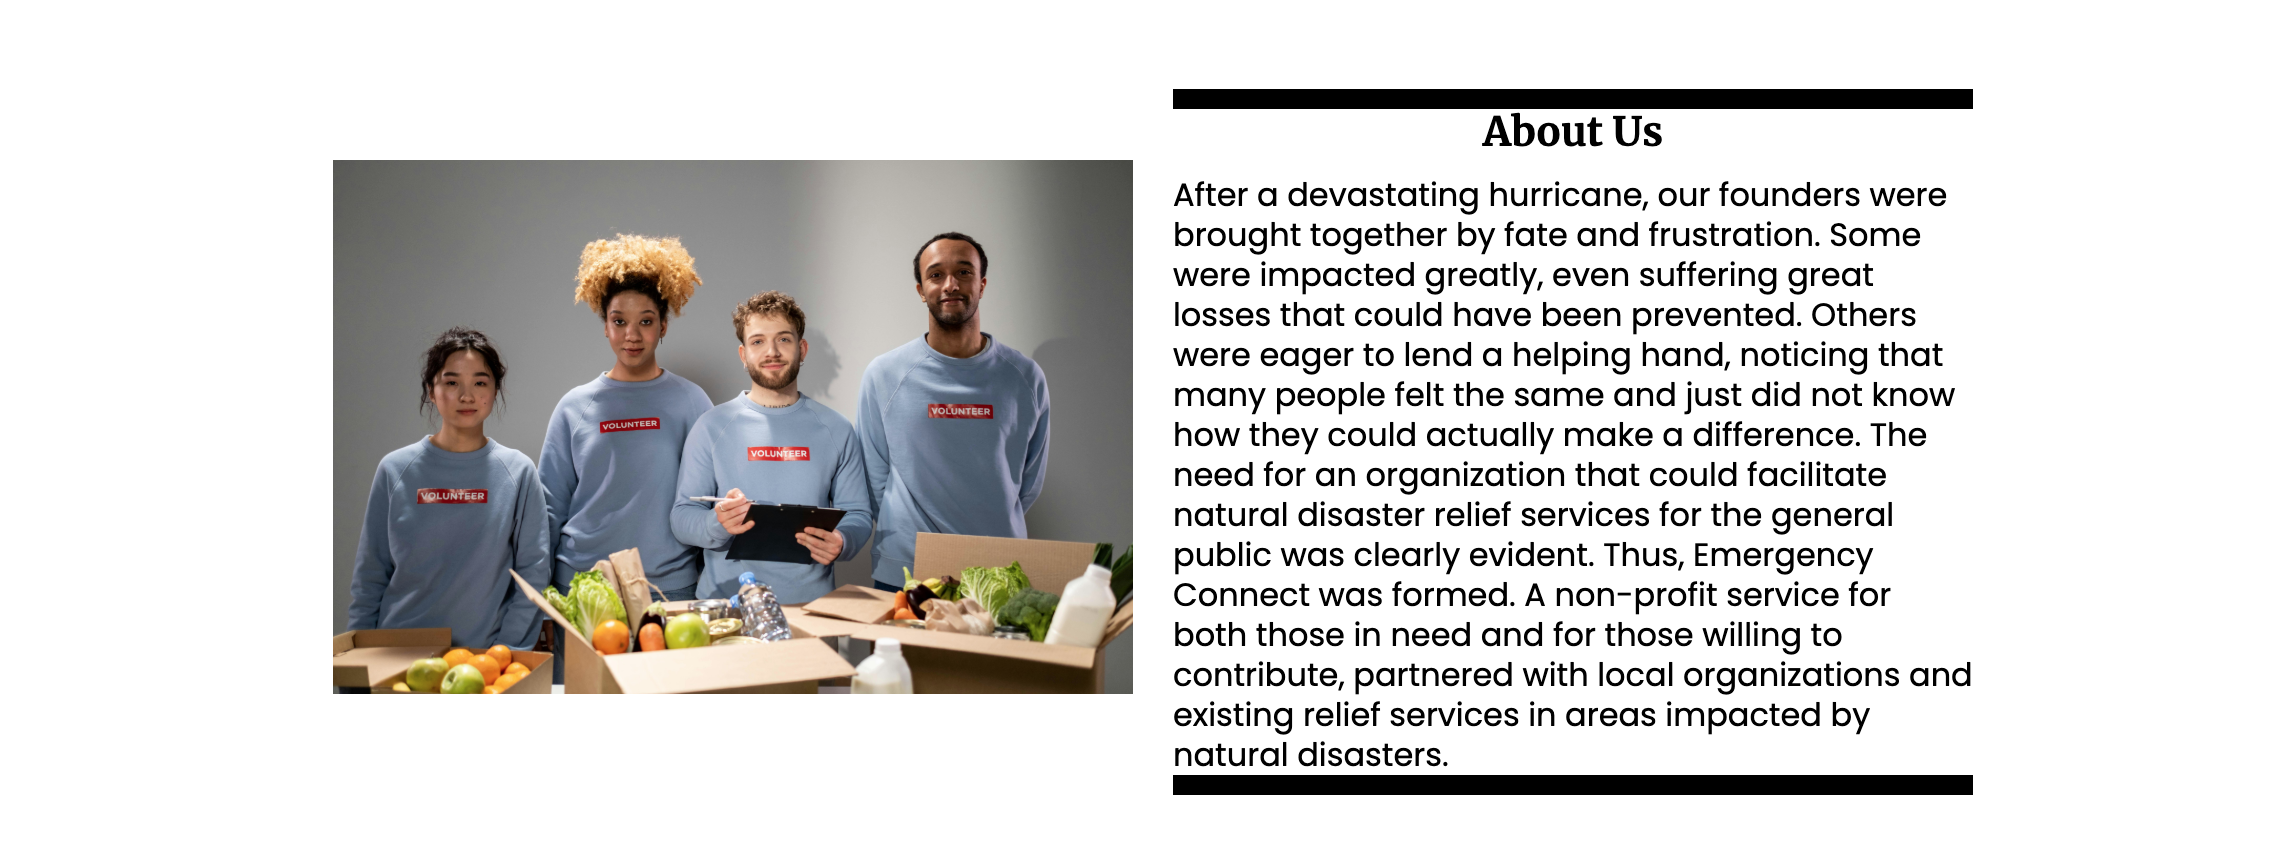 About Us
After a devastating hurricane, our founders were
brought together by fate and frustration. Some
were impacted greatly, even suffering great
losses that could have been prevented. Others
were eager to lend a helping hand, noticing that
many people felt the same and just did not know
how they could actually make a difference. The
need for an organization that could facilitate
natural disaster relief services for the general
public was clearly evident. Thus, Emergency
Connect was formed. A non-profit service for
both those in need and for those willing to
contribute, partnered with local organizations and
existing relief services in areas impacted by
natural disasters.
VOLUNTEER
VOLUNTEER
VOLUNTEER
VOLUNTEER